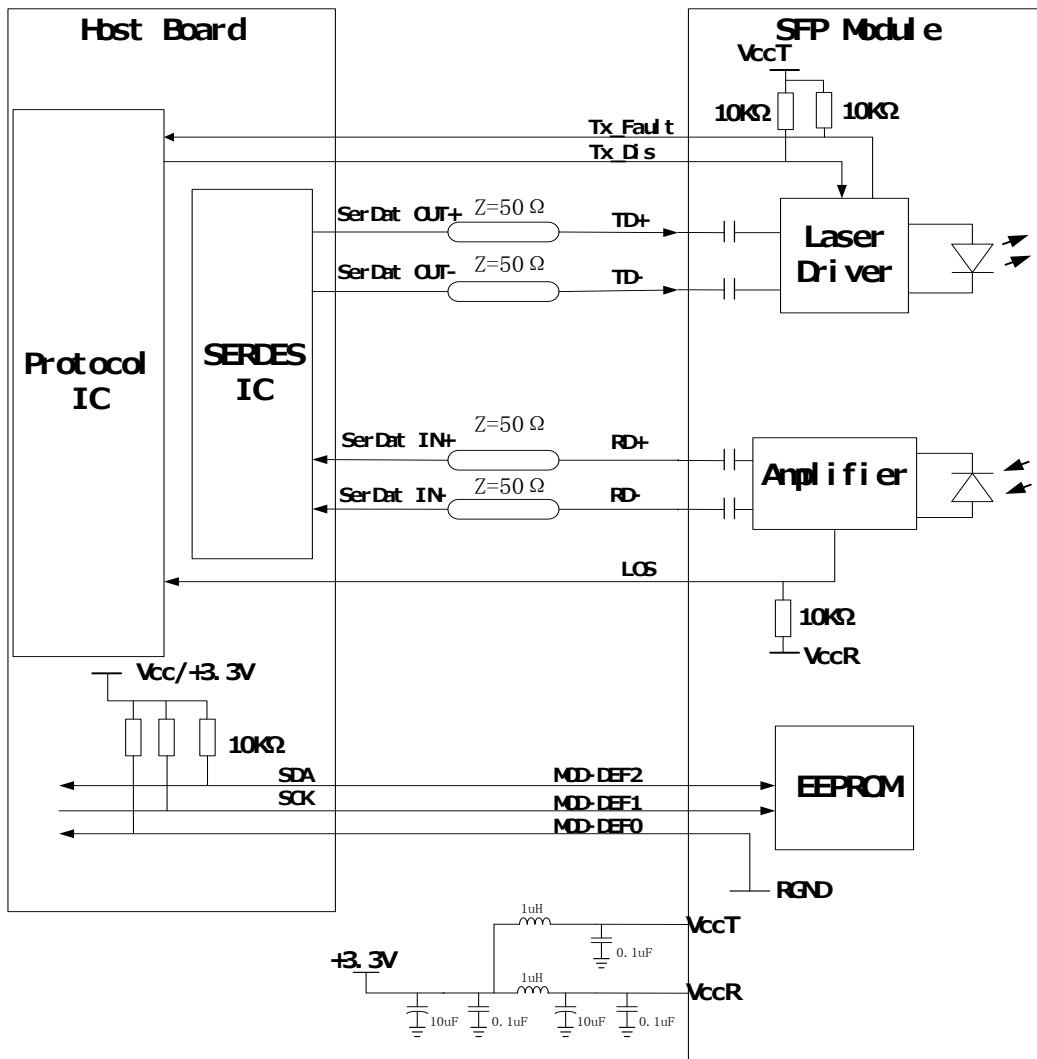 Host Board
SFP Module
VccT
10KΩ
10KΩ
Tx_Fault
Tx_Dis
SerDat OUT+
Z=50 Ω
TD+
Laser
Driver
SerDat OUT-
Z=50 Ω
TD-
Protocol
IC
SERDES
IC
SerDat IN+
Z=50 Ω
RD+
Amplifier
SerDat IN-
Z=50 Ω
RD-
LOS
10KΩ
VccR
Vcc/+3.3V
10KΩ
SDA
MOD-DEF2
EEPROM
SCK
MOD-DEF1
MOD-DEF0
RGND
1uH
VccT
0.1uF
+3.3V
1uH
VccR
10uF
0.1uF
10uF
0.1uF